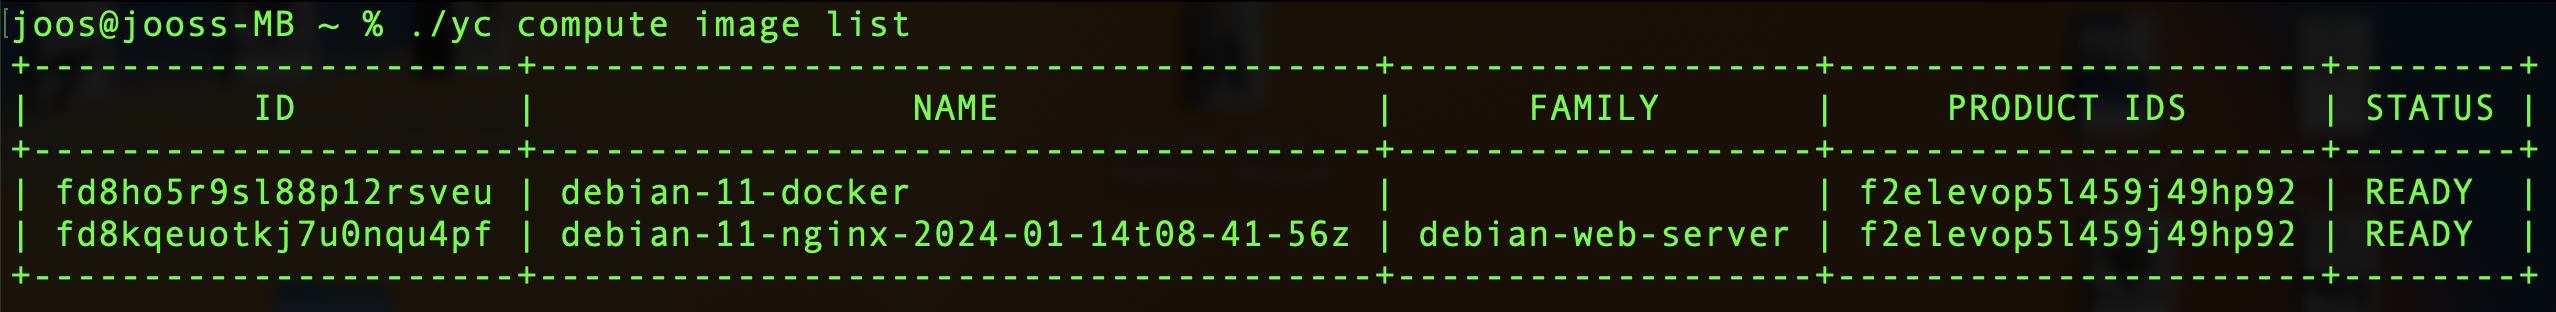 [joos@jooss-MB ~ % ./yc compute image list
+----------------------+-------------------------------------+-------------------+----------------------+--------+
|          ID          |                NAME                 |      FAMILY       |     PRODUCT IDS      | STATUS |
+----------------------+-------------------------------------+-------------------+----------------------+--------+
| fd8ho5r9sl88p12rsveu | debian-11-docker                    |                   | f2elevop5l459j49hp92 | READY  |
| fd8kqeuotkj7u0nqu4pf | debian-11-nginx-2024-01-14t08-41-56z | debian-web-server | f2elevop5l459j49hp92 | READY  |
+----------------------+-------------------------------------+-------------------+----------------------+--------+